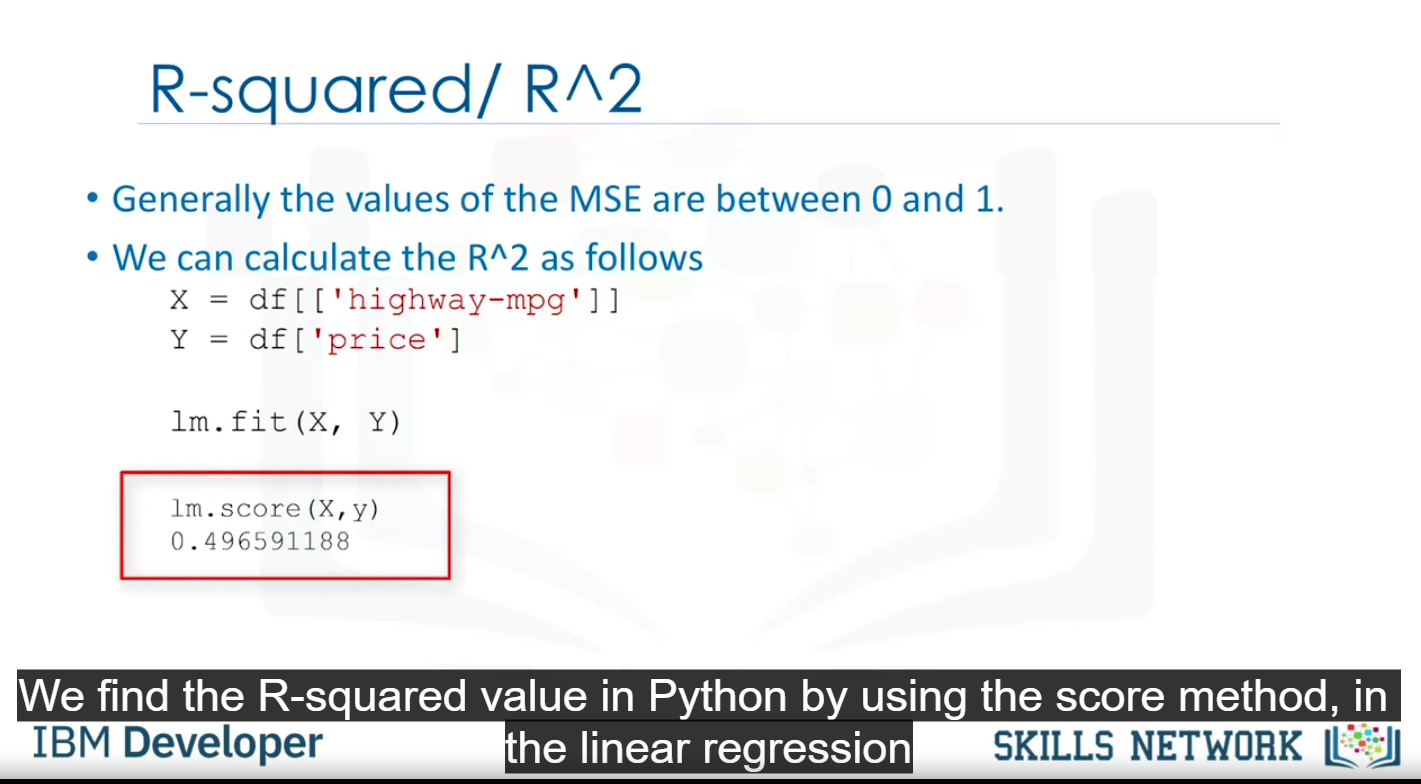 R-squared/ R^2
• Generally the values of the MSE are between 0 and 1.
• We can calculate the R^2 as follows
X = df[['highway-mpg']]
Y = df['price']
lm.fit(X, Y)
lm.score(X,y)
0.496591188
We find the R-squared value in Python by using the score method, in
the linear regression
IBM Developer
SKILLS NETWORK